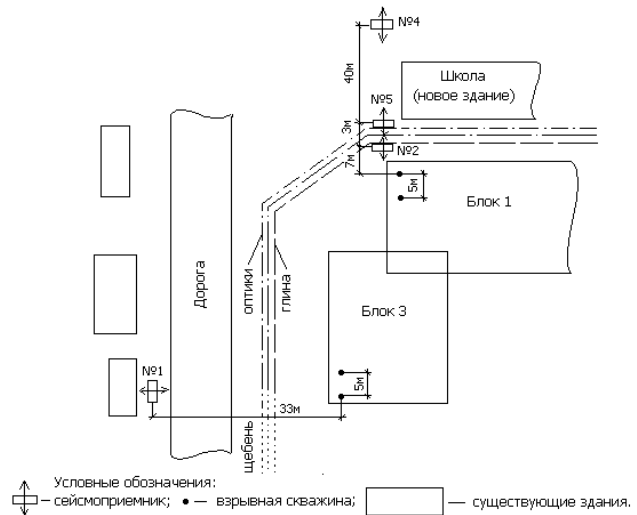 №4
40м
Школа
(новое здание)
№5
3м
№2
7м
5м
Блок 1
оптики
глина
Дорога
Блок 3
№1
5м
33м
щебень
Условные обозначения:
— сейсмоприемник; • — взрывная скважина; — существующие здания.